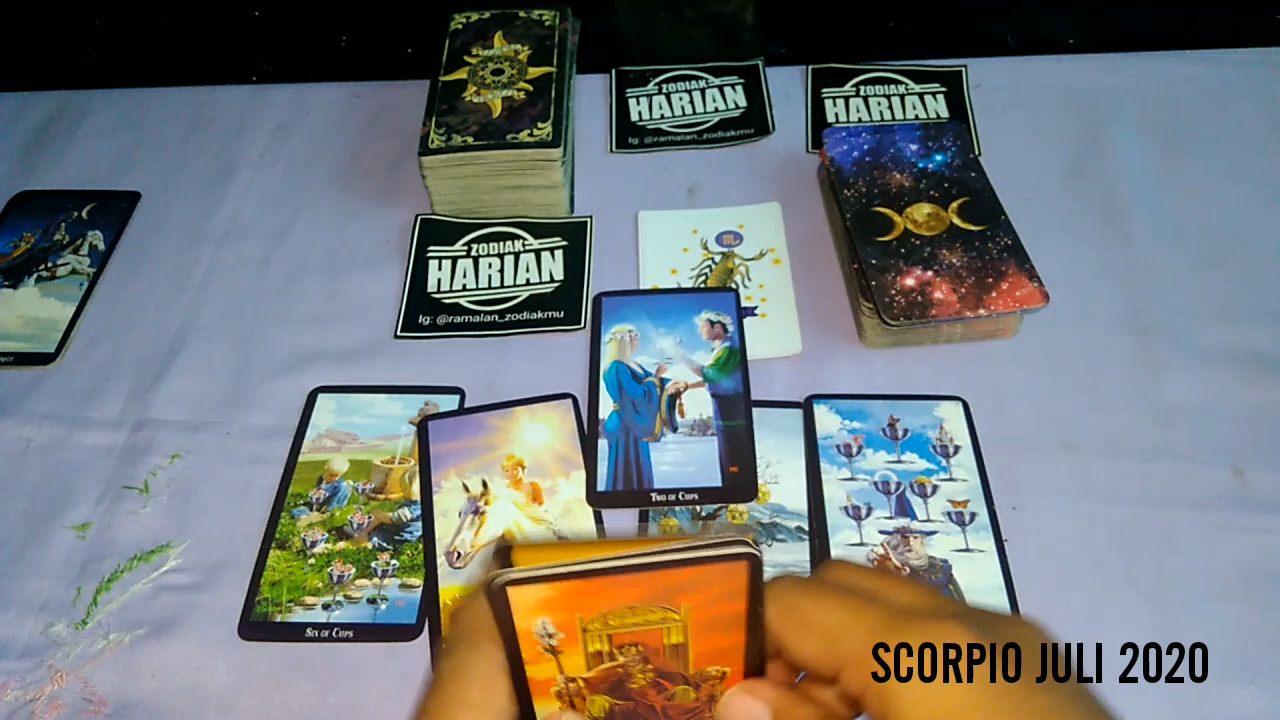 ZODIAK
HARIAN
Ig: @ramalan_zodiakmu
ZODIAK
HARIAN
ZODIAK
HARIAN
Ig: @ramalan_zodiakmu
TWO OF CUPS
SIX OF CUPS
SCORPIO JULI 2020